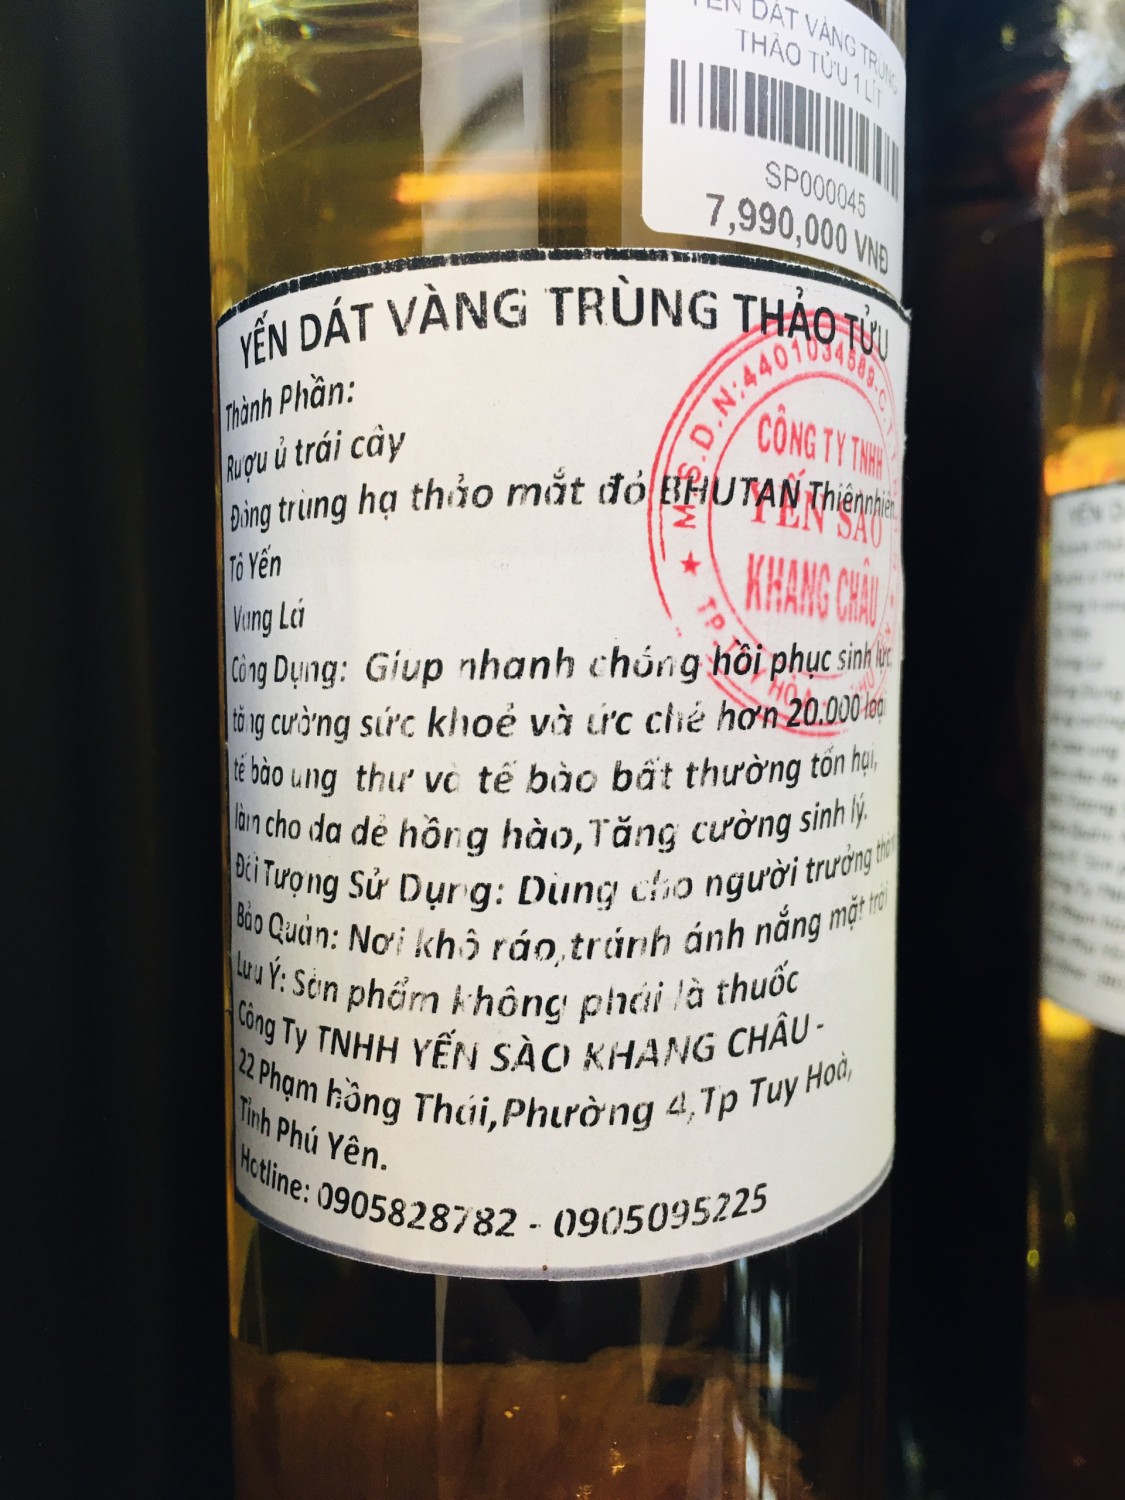 YẾN DÁT VÀNG TRÙNG
THẢO TỬU 1 LÍT
SP000045
7,990,000 VNĐ
YẾN DÁT VÀNG TRÙNG THẢO TỬU
Thành Phần:
Rượu ủ trái cây
Đông trùng hạ thảo mắt đỏ BHUTAN Thiênnhiên
Tô Yến
Vàng Lá
Công Dụng: Giúp nhanh chóng hồi phục sinh lực,
tăng cường sức khoẻ và ức chế hơn 20.000 loại
tế bào ung thư và tế bào bất thường tổn hại,
làm cho da dẻ hồng hào,Tăng cường sinh lý.
Đối Tượng Sử Dụng: Dùng cho người trưởng thành
Bảo Quản: Nơi khô ráo,tránh ánh nắng mặt trời
Lưu Ý: Sản phẩm không phải là thuốc
Công Ty TNHH YẾN SÀO KHANG CHÂU -
22 Phạm hồng Thái,Phường 4,Tp Tuy Hoà,
Tỉnh Phú Yên.
Hotline: 0905828782 - 0905095225
M.S.D.N:4401034589-C.T
CÔNG TY TNHH
YẾN SÀO
KHANG CHÂU
TP.TUY HÒA